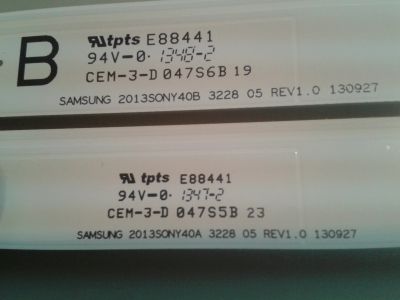 B
tpts E88441
94V-0· 1348-2
CEM-3-D 047S6B 19
SAMSUNG 2013SONY40B 3228 05 REV1.0 130927
tpts E88441
94V-0· 1347-2
CEM-3-D 047S5B 23
SAMSUNG 2013SONY40A 3228 05 REV1.0 130927